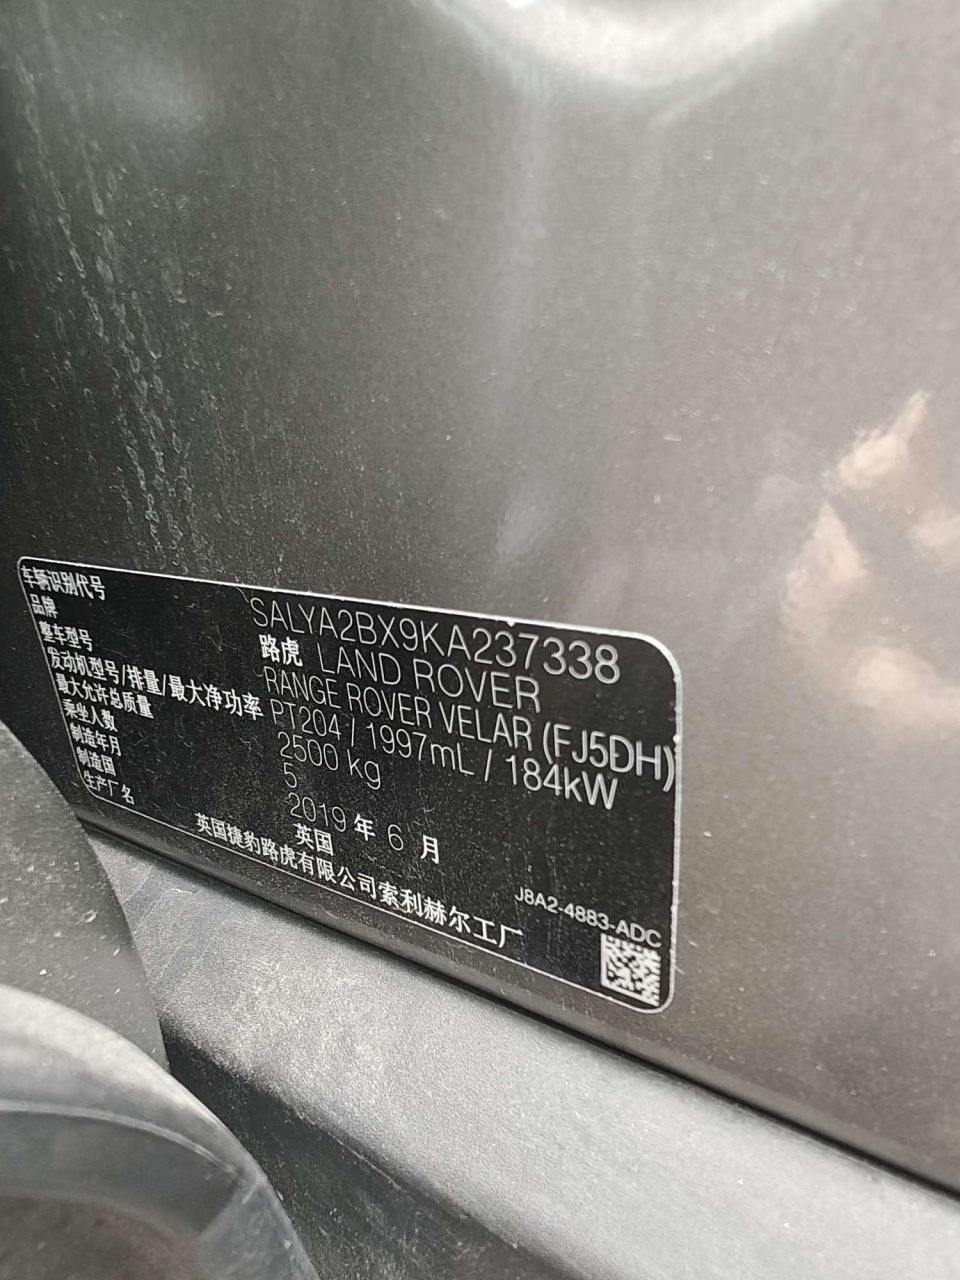 车辆识别代号 SALYA2BX9KA237338
品牌 路虎 LAND ROVER
整车型号 RANGE ROVER VELAR (FJ5DH)
发动机型号/排量/最大净功率 PT204 / 1997mL / 184kW
最大允许总质量 2500 kg
乘坐人数 5
制造年月 2019 年 6 月
制造国 英国
生产厂名 英国捷豹路虎有限公司索利赫尔工厂
J8A2-4883-ADC